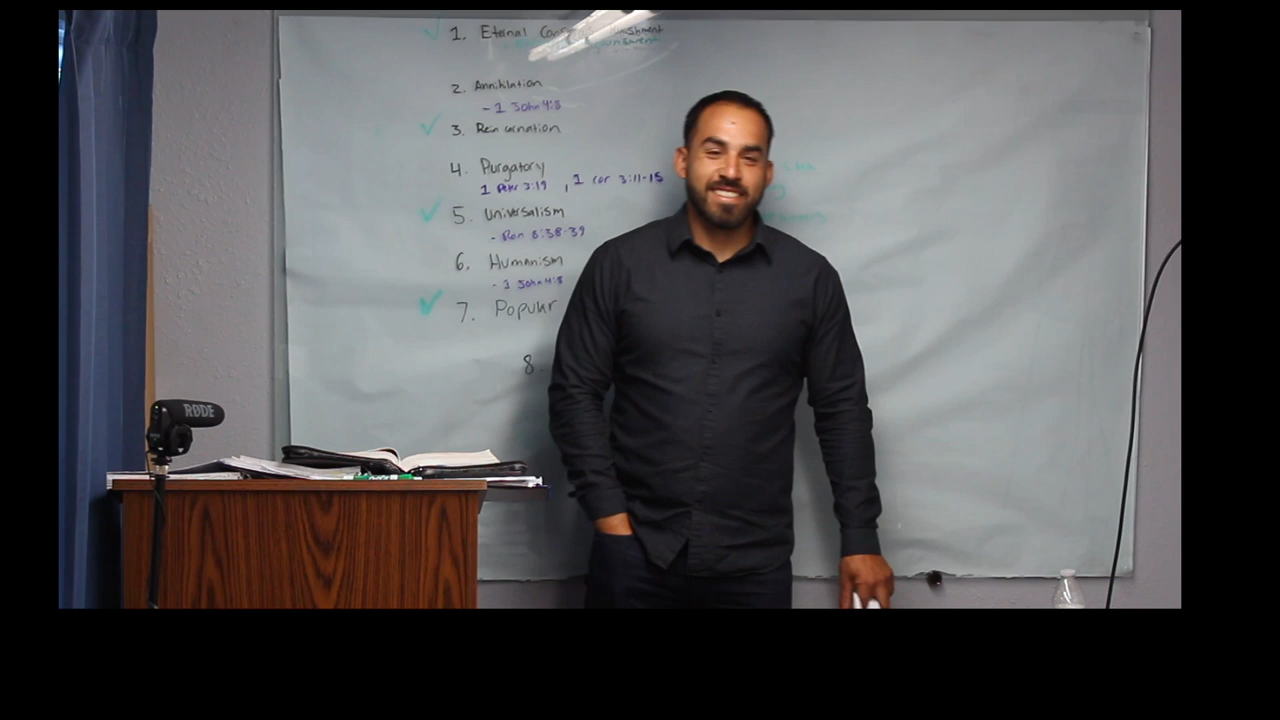 1. Eternal
2. Annihilation
- 1 John 4:8
3. Reincarnation
4. Purgatory
1 Peter 3:19 , 1 Cor 3:11-15
5. Universalism
- Rom 8:38-39
6. Humanism
- 1 John 4:8
7. Popular
8.
RØDE